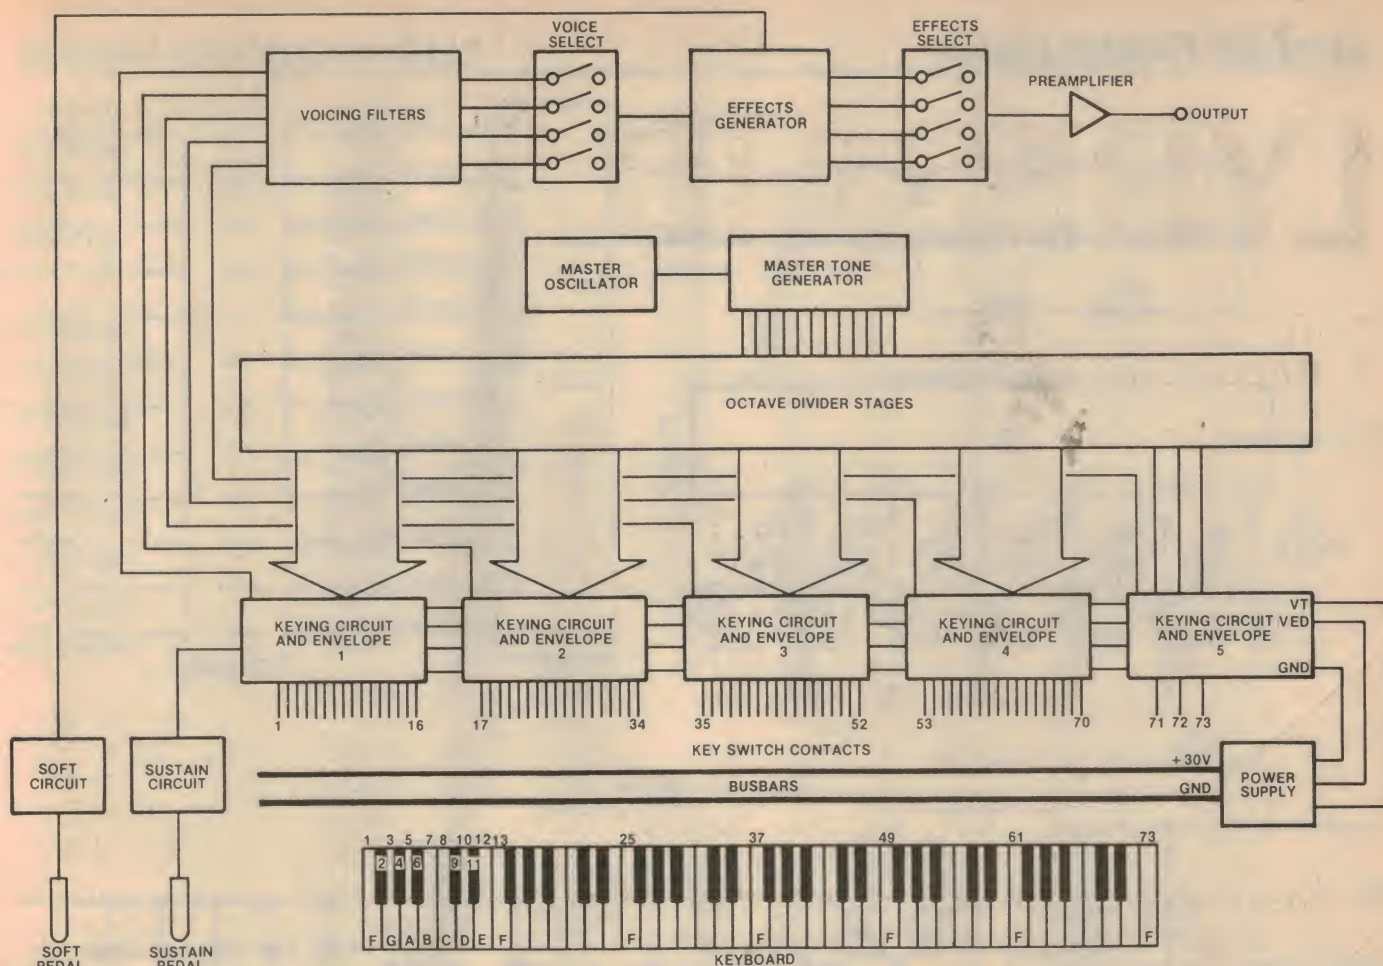 VOICE
SELECT
EFFECTS
SELECT
VOICING FILTERS
EFFECTS
GENERATOR
PREAMPLIFIER
OUTPUT
MASTER
OSCILLATOR
MASTER TONE
GENERATOR
OCTAVE DIVIDER STAGES
KEYING CIRCUIT
AND ENVELOPE
1
KEYING CIRCUIT
AND ENVELOPE
2
KEYING CIRCUIT
AND ENVELOPE
3
KEYING CIRCUIT
AND ENVELOPE
4
KEYING CIRCUIT
AND ENVELOPE
5
VT
VED
GND
1 16 17 34 35 52 53 70 71 72 73
KEY SWITCH CONTACTS
SOFT
CIRCUIT
SUSTAIN
CIRCUIT
+30V
BUSBARS
GND
POWER
SUPPLY
1 3 5 7 8 10 12 13 25 37 49 61 73
2 4 6 9 11
F G A B C D E F F F F F F
KEYBOARD
SOFT
PEDAL
SUSTAIN
PEDAL